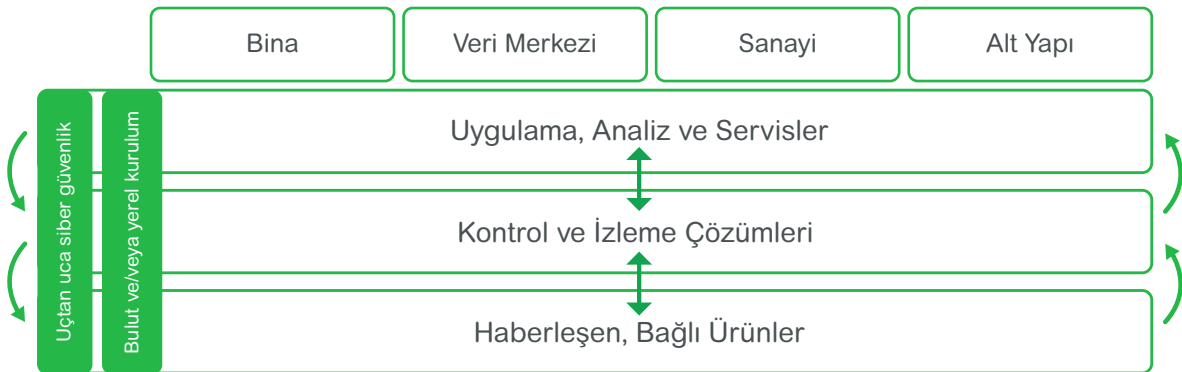 Bina
Veri Merkezi
Sanayi
Alt Yapı
Uçtan uca siber güvenlik
Bulut ve/veya yerel kurulum
Uygulama, Analiz ve Servisler
Kontrol ve İzleme Çözümleri
Haberleşen, Bağlı Ürünler